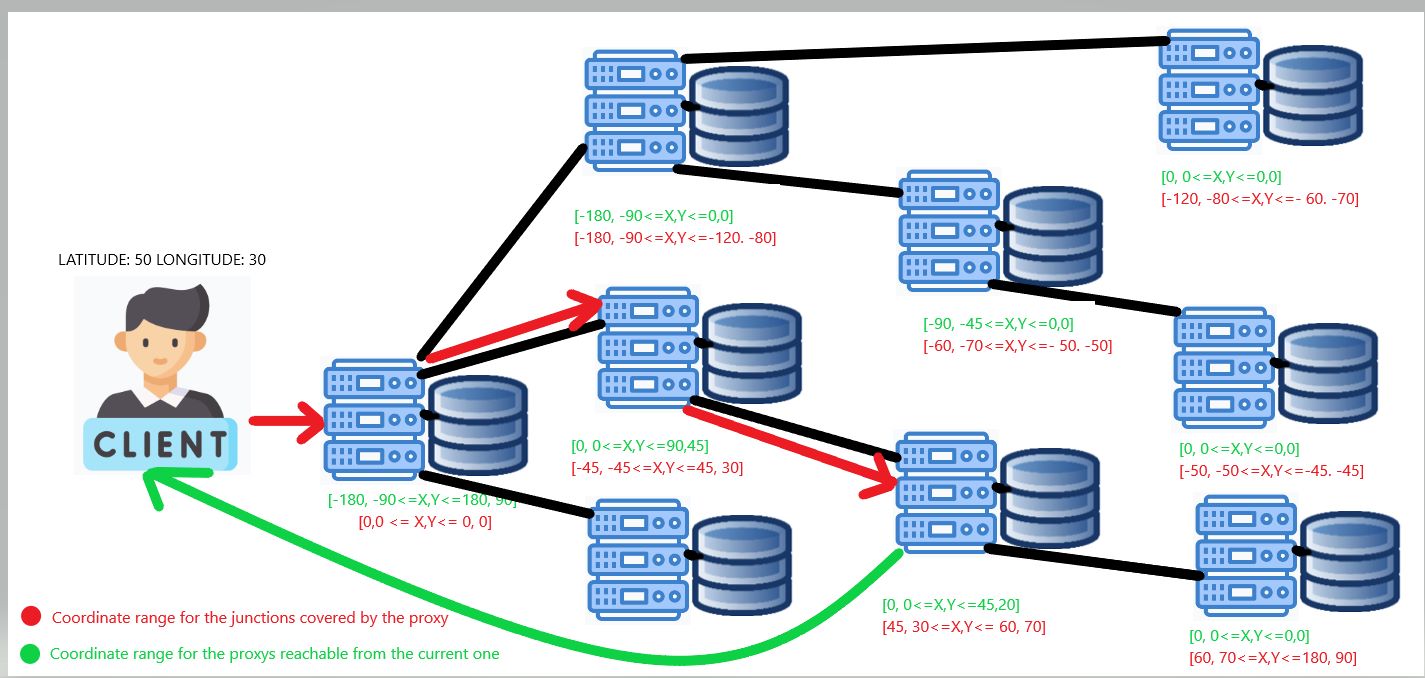 [0, 0<=X,Y<=0,0]
[-120, -80<=X,Y<=- 60. -70]
[-180, -90<=X,Y<=0,0]
[-180, -90<=X,Y<=-120. -80]
LATITUDE: 50 LONGITUDE: 30
CLIENT
[-90, -45<=X,Y<=0,0]
[-60, -70<=X,Y<=- 50. -50]
[0, 0<=X,Y<=90,45]
[-45, -45<=X,Y<=45, 30]
[0, 0<=X,Y<=0,0]
[-50, -50<=X,Y<=-45. -45]
[-180, -90<=X,Y<=180, 90]
[0,0 <= X,Y<= 0, 0]
[0, 0<=X,Y<=45,20]
[45, 30<=X,Y<= 60, 70]
[0, 0<=X,Y<=0,0]
[60, 70<=X,Y<=180, 90]
Coordinate range for the junctions covered by the proxy
Coordinate range for the proxys reachable from the current one